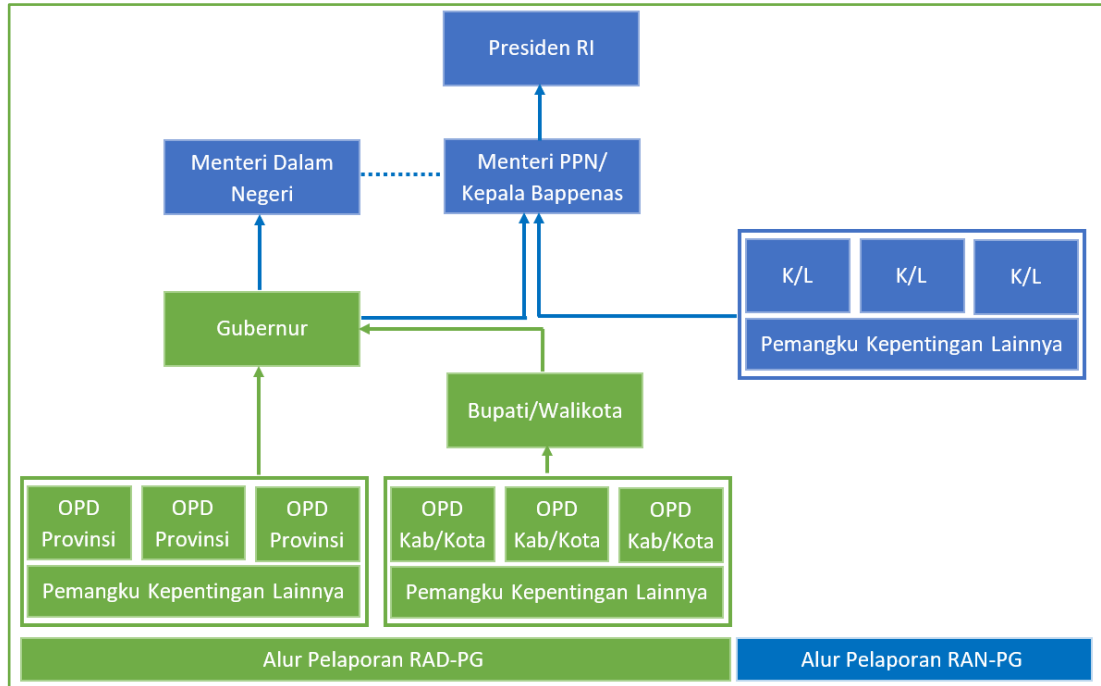 Presiden RI
Menteri Dalam
Negeri
Menteri PPN/
Kepala Bappenas
K/L
K/L
K/L
Pemangku Kepentingan Lainnya
Gubernur
Bupati/Walikota
OPD
Provinsi
OPD
Provinsi
OPD
Provinsi
Pemangku Kepentingan Lainnya
OPD
Kab/Kota
OPD
Kab/Kota
OPD
Kab/Kota
Pemangku Kepentingan Lainnya
Alur Pelaporan RAD-PG
Alur Pelaporan RAN-PG